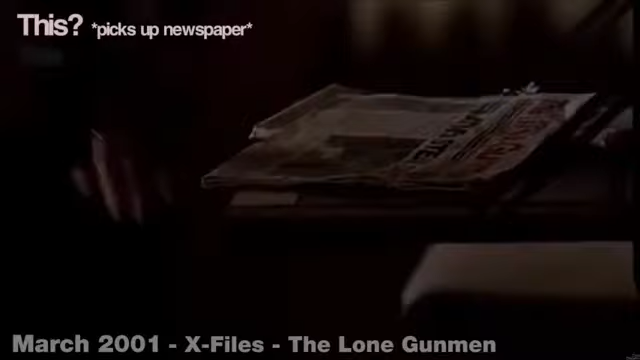 This? *picks up newspaper*
March 2001 - X-Files - The Lone Gunmen